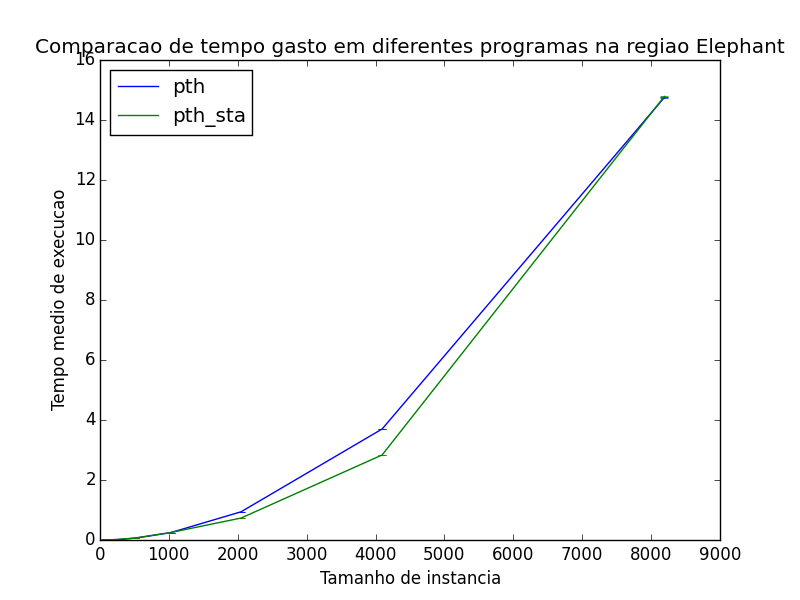 Comparacao de tempo gasto em diferentes programas na regiao Elephant
pth
pth_sta
16
14
12
10
8
6
4
2
0
Tempo medio de execucao
0 1000 2000 3000 4000 5000 6000 7000 8000 9000
Tamanho de instancia